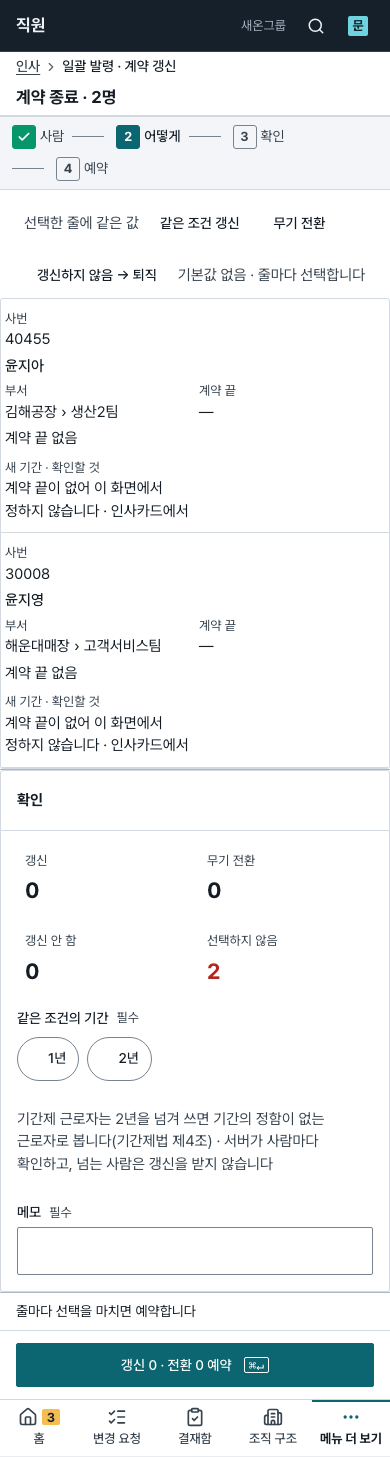 직원
새온그룹
문
인사 > 일괄 발령 · 계약 갱신
계약 종료 · 2명
사람
2 어떻게
3 확인
4 예약
선택한 줄에 같은 값
같은 조건 갱신
무기 전환
갱신하지 않음 → 퇴직
기본값 없음 · 줄마다 선택합니다
사번
40455
윤지아
부서
계약 끝
김해공장 › 생산2팀
—
계약 끝 없음
새 기간 · 확인할 것
계약 끝이 없어 이 화면에서
정하지 않습니다 · 인사카드에서
사번
30008
윤지영
부서
계약 끝
해운대매장 › 고객서비스팀
—
계약 끝 없음
새 기간 · 확인할 것
계약 끝이 없어 이 화면에서
정하지 않습니다 · 인사카드에서
확인
갱신
무기 전환
0
0
갱신 안 함
선택하지 않음
0
2
같은 조건의 기간 필수
1년
2년
기간제 근로자는 2년을 넘겨 쓰면 기간의 정함이 없는
근로자로 봅니다(기간제법 제4조) · 서버가 사람마다
확인하고, 넘는 사람은 갱신을 받지 않습니다
메모 필수
줄마다 선택을 마치면 예약합니다
갱신 0 · 전환 0 예약 ⌘↵
3
홈
변경 요청
결재함
조직 구조
메뉴 더 보기